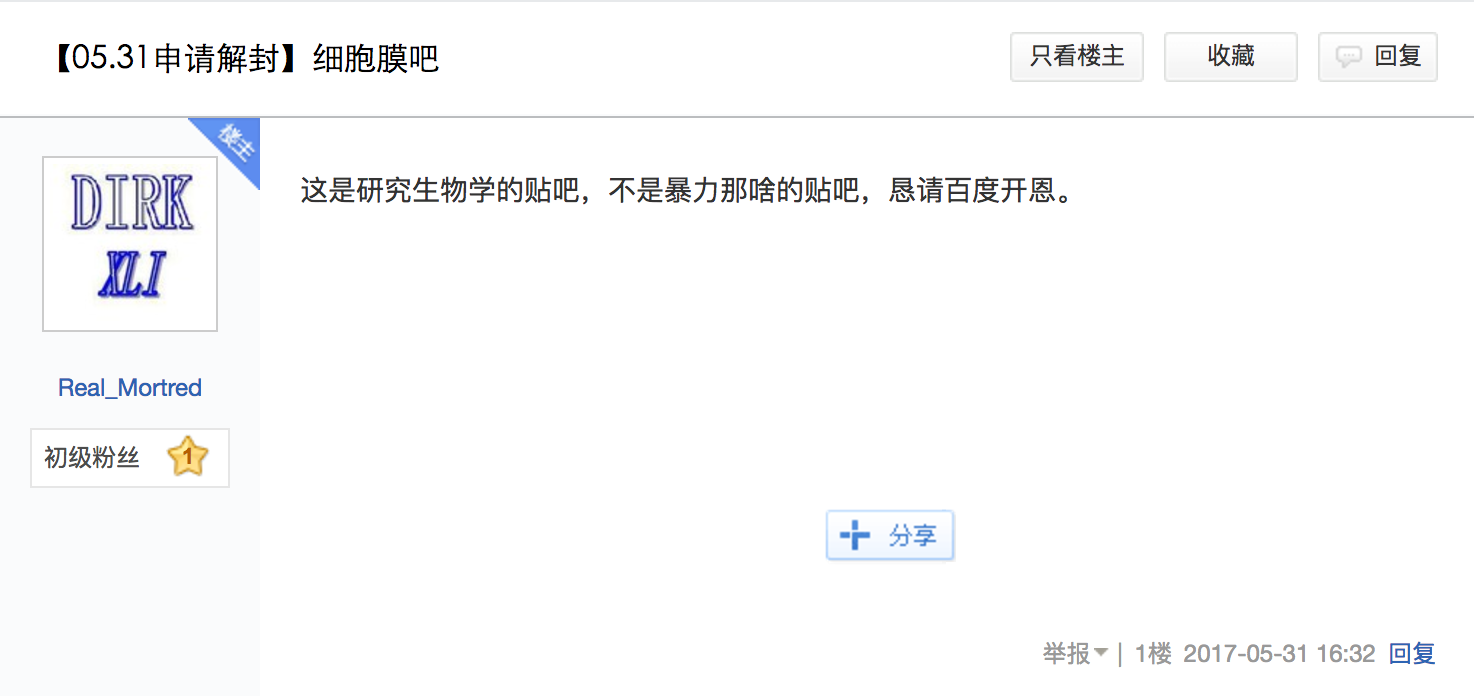 【05.31申请解封】细胞膜吧
只看楼主
收藏
回复
楼主
DIRK
XLI
这是研究生物学的贴吧，不是暴力那啥的贴吧，恳请百度开恩。
Real_Mortred
初级粉丝 1
分享
举报 | 1楼 2017-05-31 16:32 回复